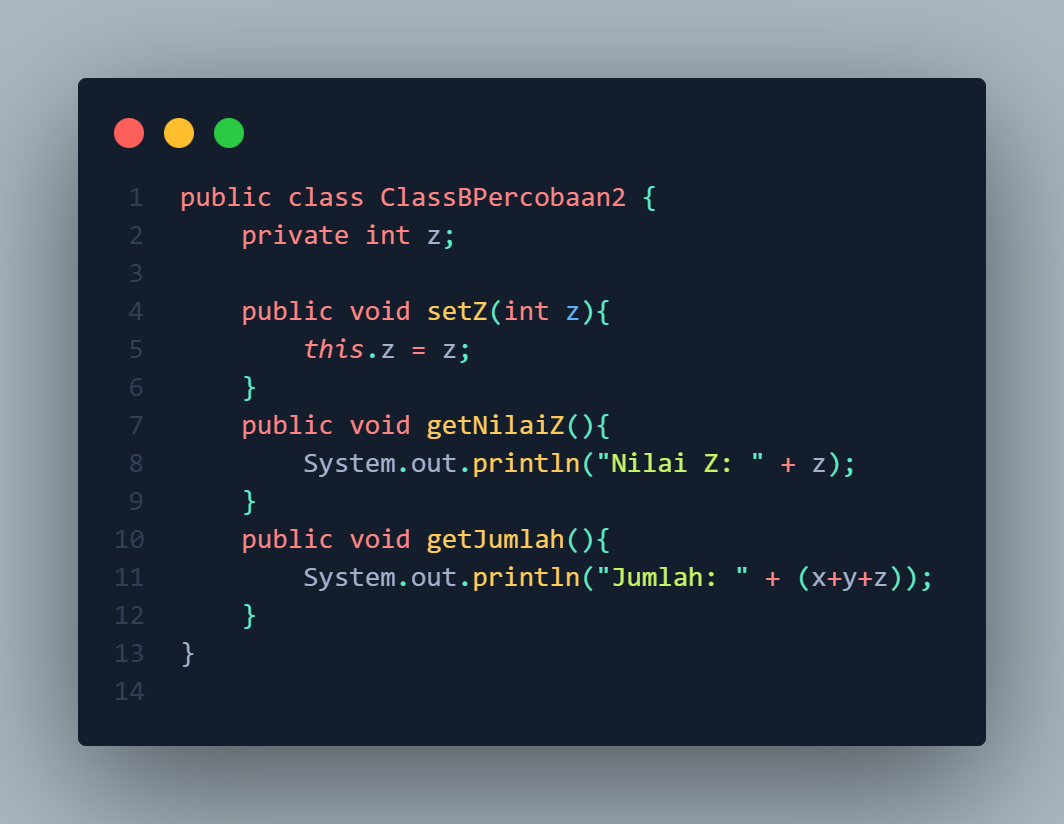 1 public class ClassBPercobaan2 {
2     private int z;
3
4     public void setZ(int z){
5         this.z = z;
6     }
7     public void getNilaiZ(){
8         System.out.println("Nilai Z: " + z);
9     }
10     public void getJumlah(){
11         System.out.println("Jumlah: " + (x+y+z));
12     }
13 }
14